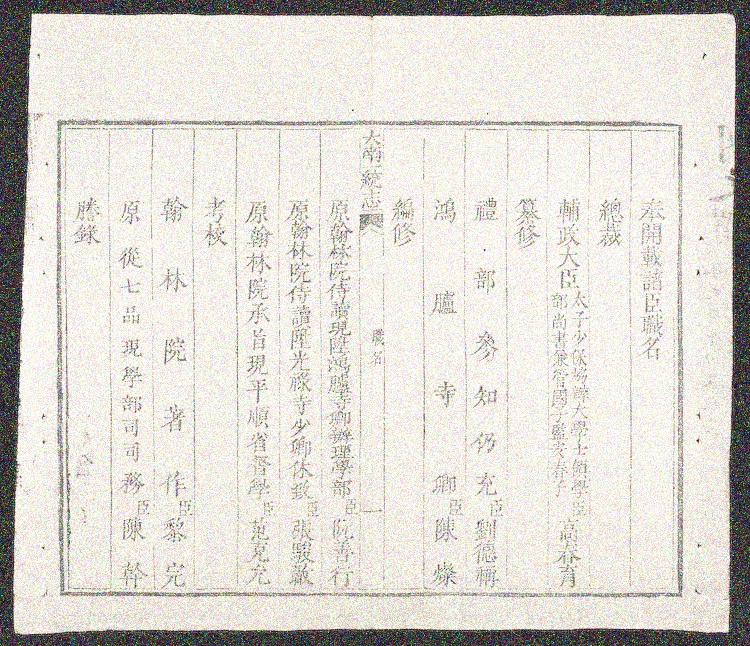 奉開載諸臣職名
總裁
輔政大臣太子少保協辦大學士領學部尚書兼管國子監安春子臣高春育
纂修
禮部參知仍充臣劉德稱
鴻臚寺卿臣陳燦
編修
大南一統志 職名 一
原翰林院侍讀現陞鴻臚寺卿辦理學部臣阮善行
原翰林院侍讀陞光祿寺少卿休致臣張駿
原翰林院承旨現平順省督學臣范克允
考校
翰林院著作臣黎完
原從七品現學部司司務臣陳幹
謄錄